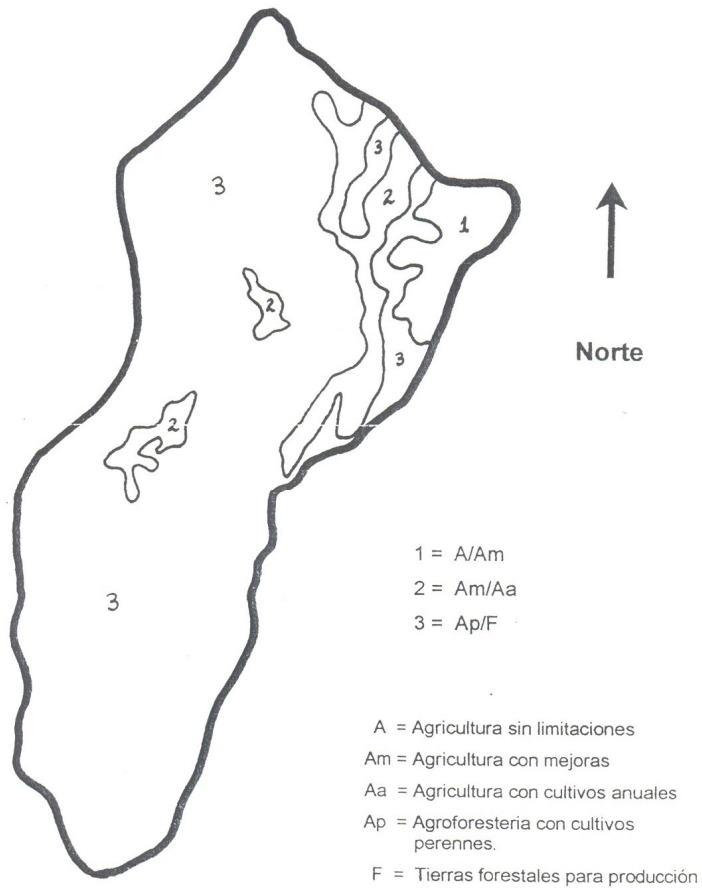 3
3
2
1
2
Norte
3
2
1 = A/Am
2 = Am/Aa
3 = Ap/F
3
A = Agricultura sin limitaciones
Am = Agricultura con mejoras
Aa = Agricultura con cultivos anuales
Ap = Agroforesteria con cultivos
perennes.
F = Tierras forestales para producción